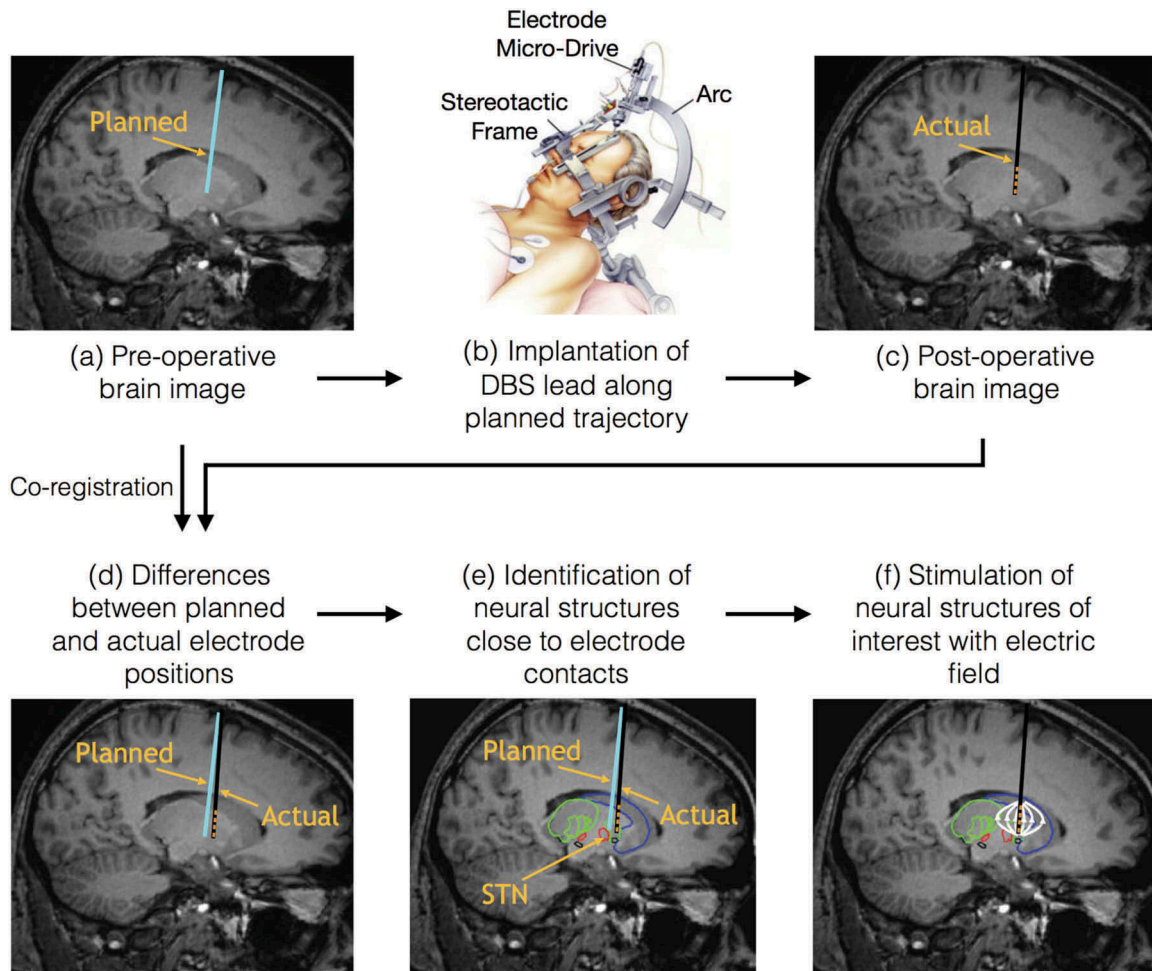 Planned
Electrode
Micro-Drive
Stereotactic
Frame
Arc
Actual
(a) Pre-operative
brain image
(b) Implantation of
DBS lead along
planned trajectory
(c) Post-operative
brain image
Co-registration
(d) Differences
between planned
and actual electrode
positions
(e) Identification of
neural structures
close to electrode
contacts
(f) Stimulation of
neural structures of
interest with electric
field
Planned
Actual
Planned
Actual
STN